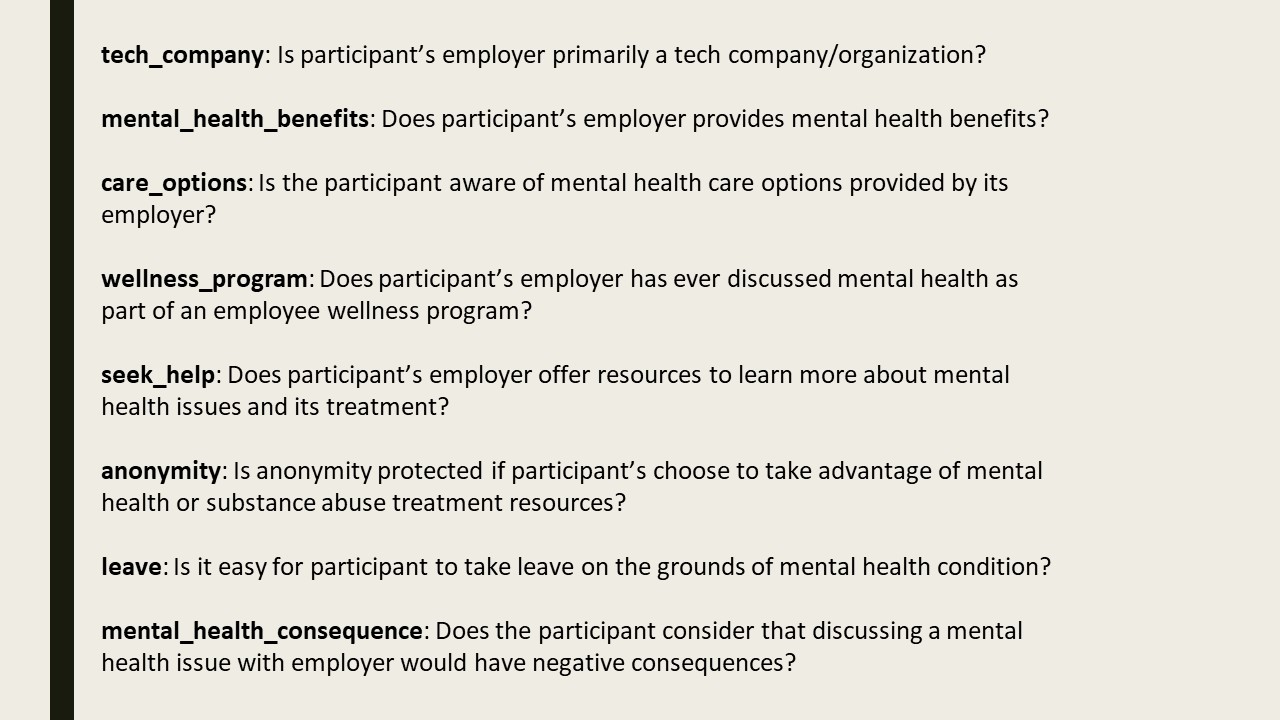 tech_company: Is participant’s employer primarily a tech company/organization?
mental_health_benefits: Does participant’s employer provides mental health benefits?
care_options: Is the participant aware of mental health care options provided by its
employer?
wellness_program: Does participant’s employer has ever discussed mental health as
part of an employee wellness program?
seek_help: Does participant’s employer offer resources to learn more about mental
health issues and its treatment?
anonymity: Is anonymity protected if participant’s choose to take advantage of mental
health or substance abuse treatment resources?
leave: Is it easy for participant to take leave on the grounds of mental health condition?
mental_health_consequence: Does the participant consider that discussing a mental
health issue with employer would have negative consequences?